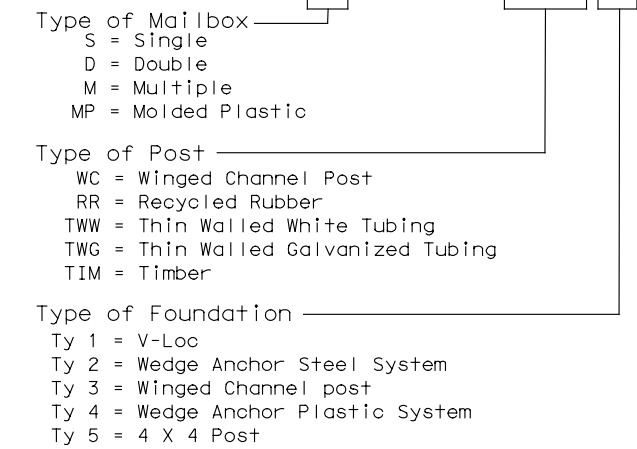 Type of Mailbox
S = Single
D = Double
M = Multiple
MP = Molded Plastic
Type of Post
WC = Winged Channel Post
RR = Recycled Rubber
TWW = Thin Walled White Tubing
TWG = Thin Walled Galvanized Tubing
TIM = Timber
Type of Foundation
Ty 1 = V-Loc
Ty 2 = Wedge Anchor Steel System
Ty 3 = Winged Channel post
Ty 4 = Wedge Anchor Plastic System
Ty 5 = 4 X 4 Post